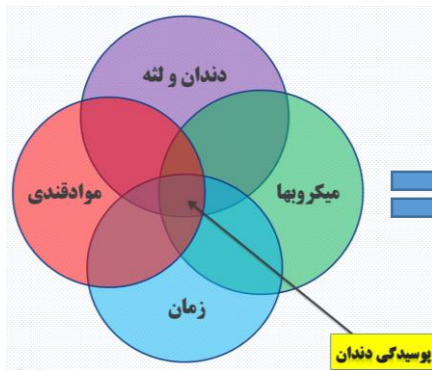 دندان و لثه
میکروبها
موادقندی
زمان
پوسیدگی دندان